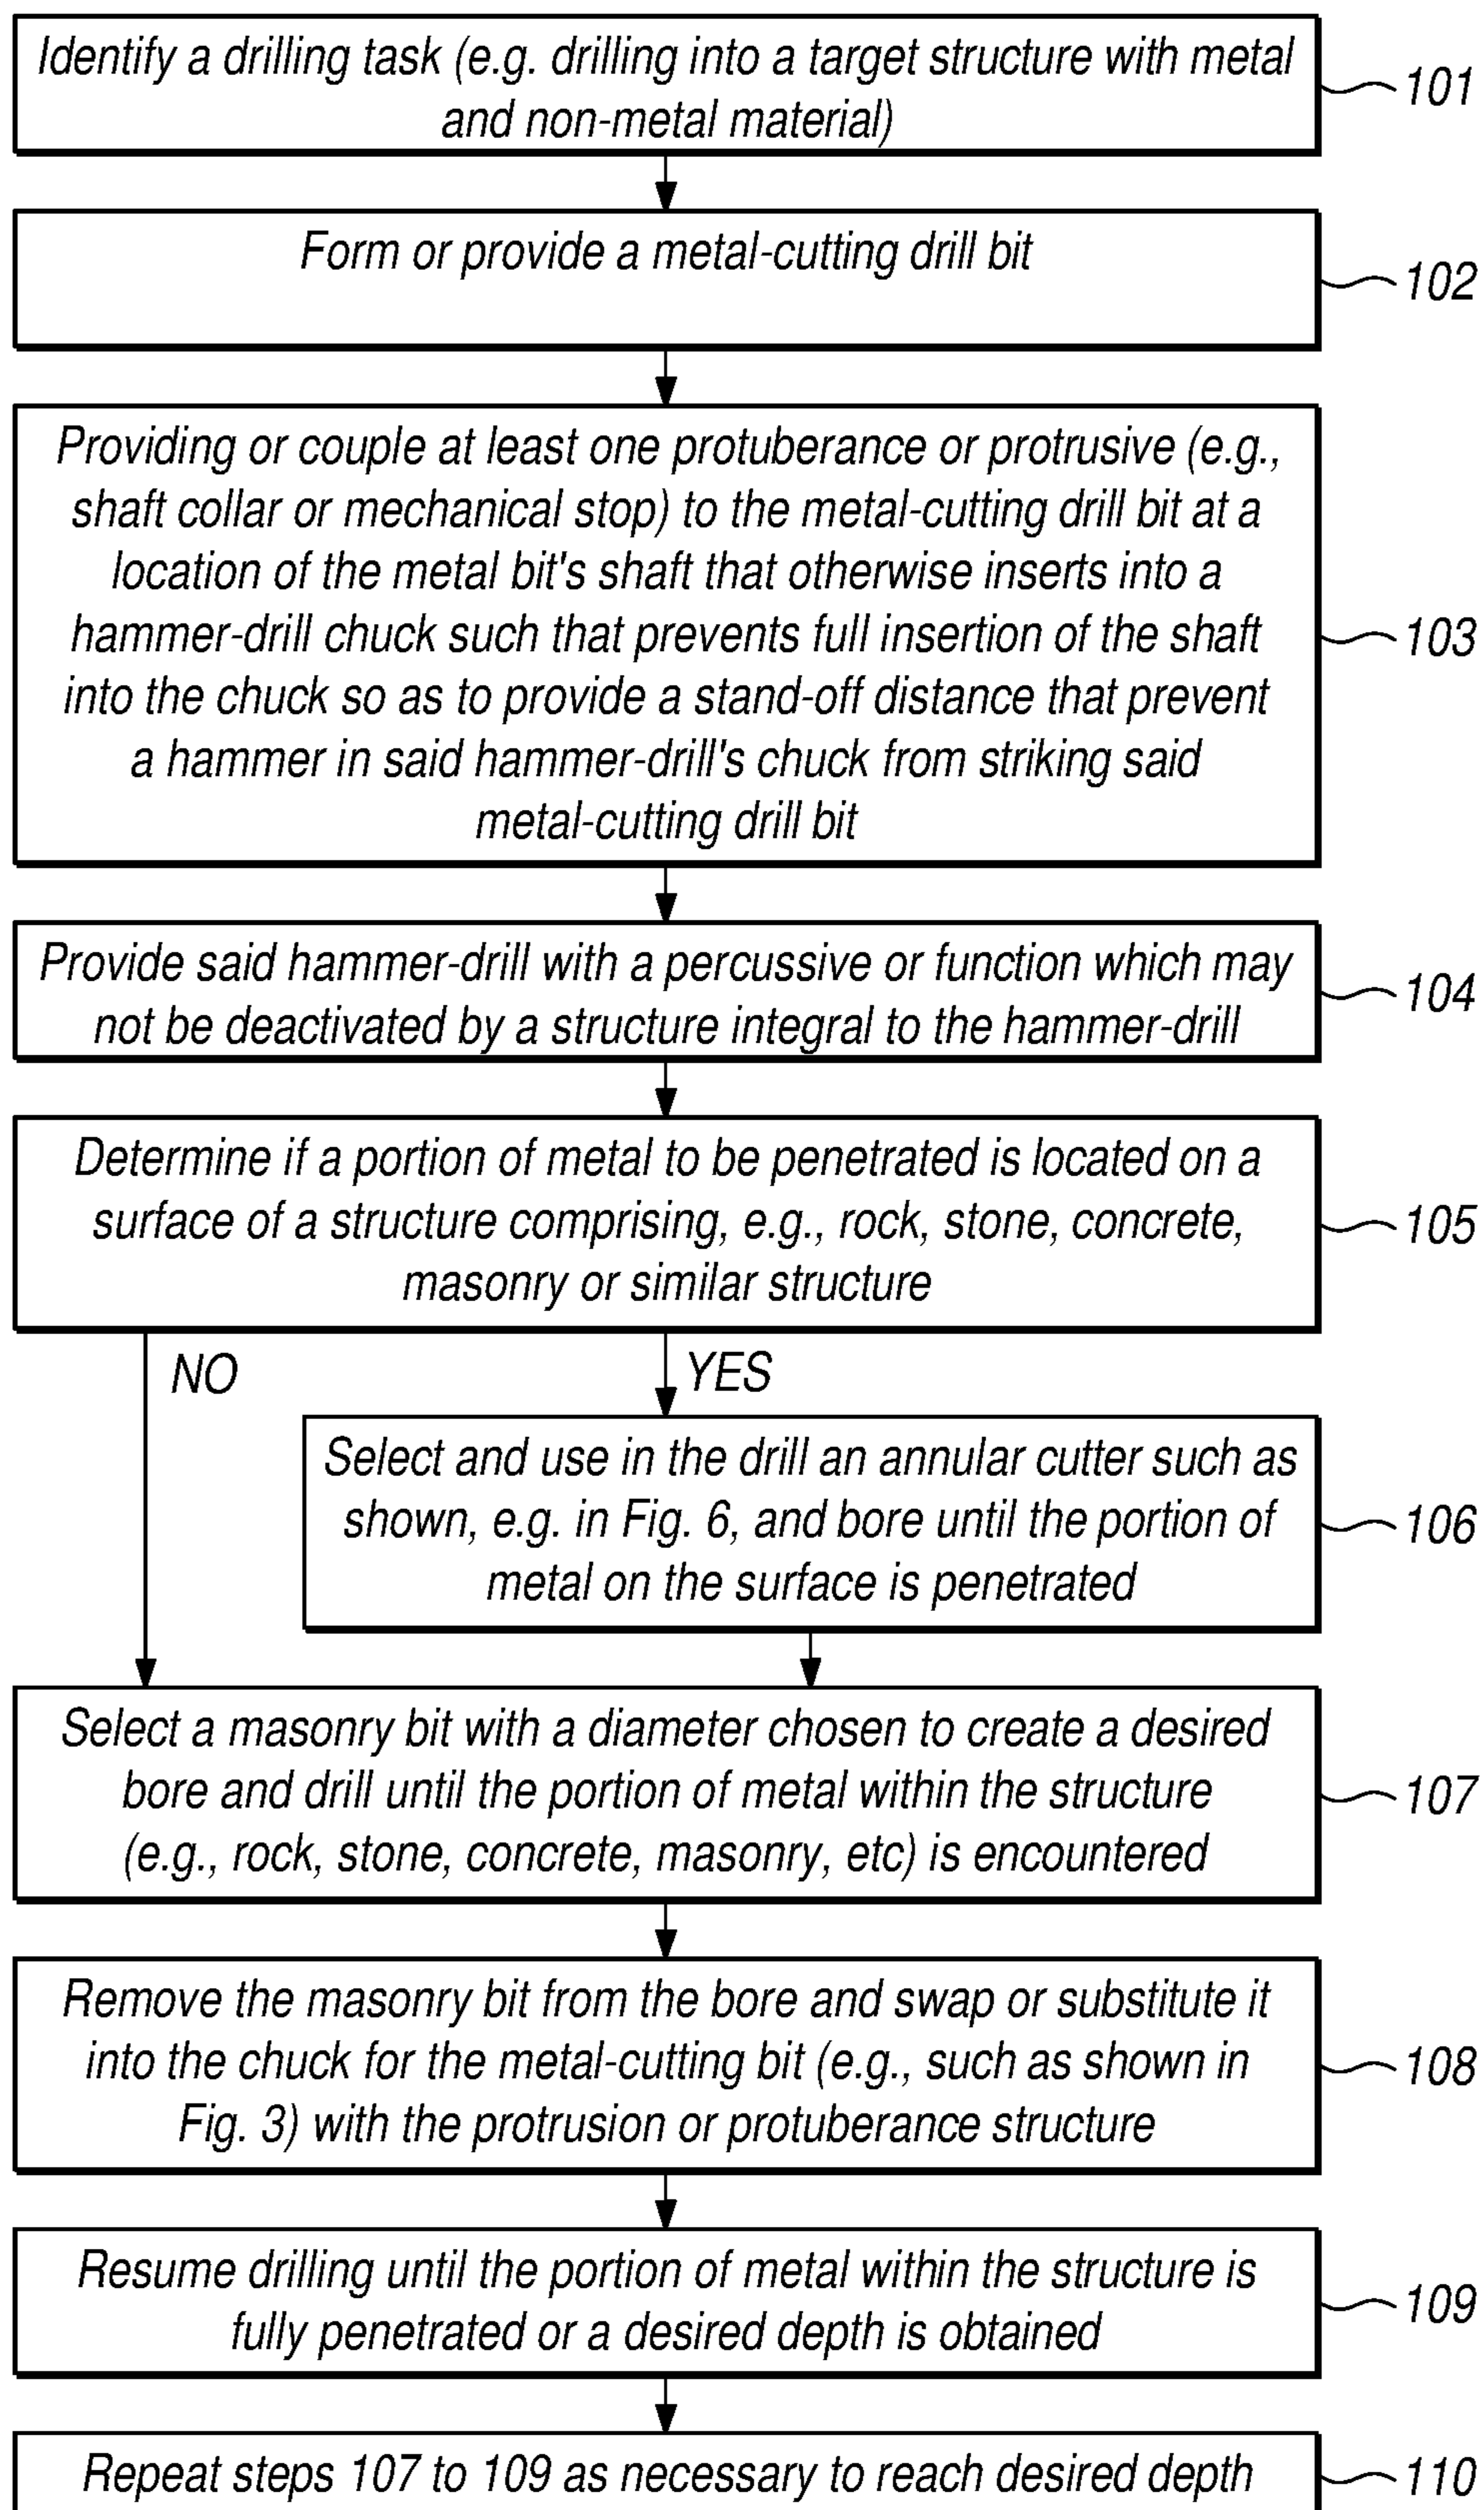 Identify a drilling task (e.g. drilling into a target structure with metal
and non-metal material)
101
Form or provide a metal-cutting drill bit
102
Providing or couple at least one protuberance or protrusive (e.g.,
shaft collar or mechanical stop) to the metal-cutting drill bit at a
location of the metal bit's shaft that otherwise inserts into a
hammer-drill chuck such that prevents full insertion of the shaft
into the chuck so as to provide a stand-off distance that prevent
a hammer in said hammer-drill's chuck from striking said
metal-cutting drill bit
103
Provide said hammer-drill with a percussive or function which may
not be deactivated by a structure integral to the hammer-drill
104
Determine if a portion of metal to be penetrated is located on a
surface of a structure comprising, e.g., rock, stone, concrete,
masonry or similar structure
105
NO
YES
Select and use in the drill an annular cutter such as
shown, e.g. in Fig. 6, and bore until the portion of
metal on the surface is penetrated
106
Select a masonry bit with a diameter chosen to create a desired
bore and drill until the portion of metal within the structure
(e.g., rock, stone, concrete, masonry, etc) is encountered
107
Remove the masonry bit from the bore and swap or substitute it
into the chuck for the metal-cutting bit (e.g., such as shown in
Fig. 3) with the protrusion or protuberance structure
108
Resume drilling until the portion of metal within the structure is
fully penetrated or a desired depth is obtained
109
Repeat steps 107 to 109 as necessary to reach desired depth
110